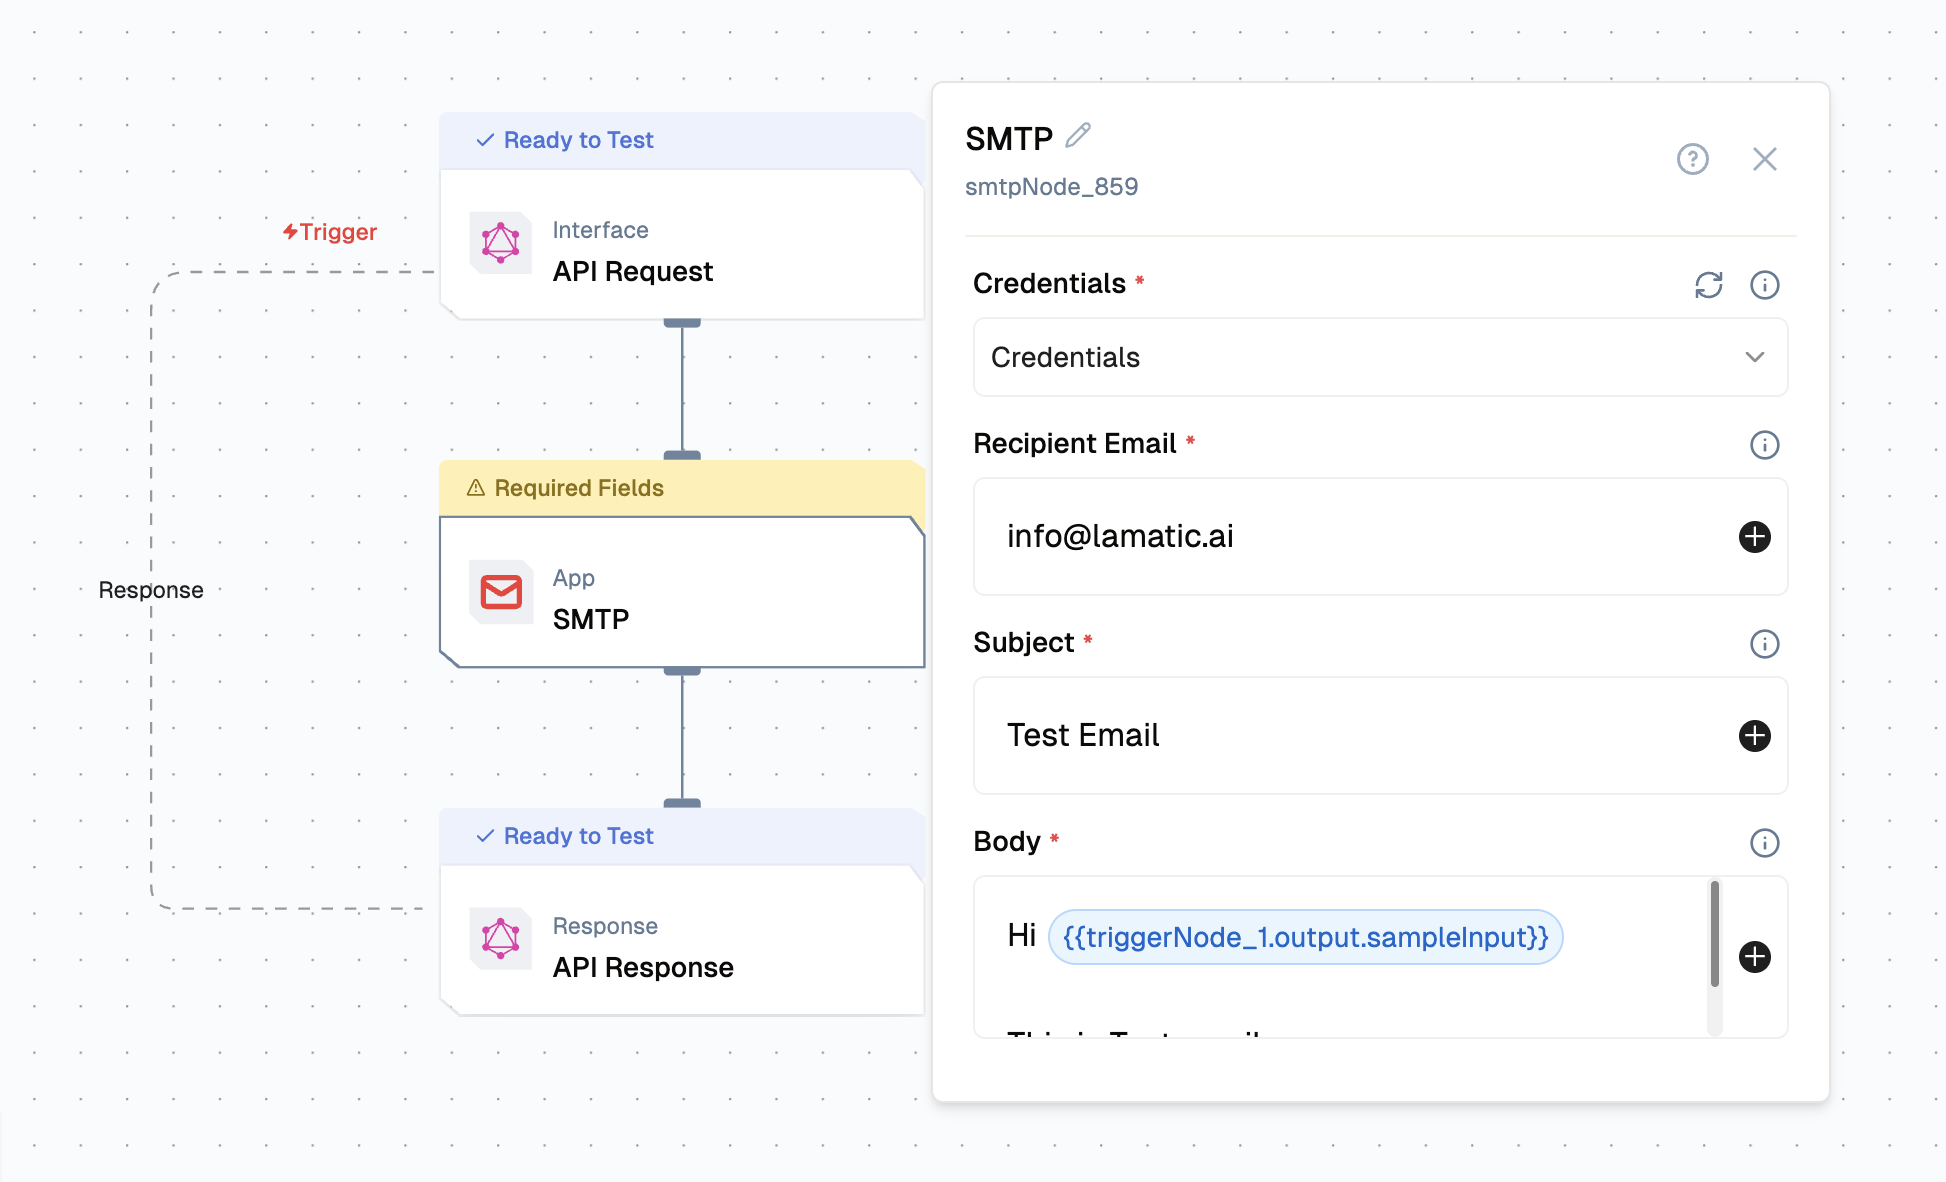 Ready to Test
Trigger
Interface
API Request
Required Fields
App
SMTP
Response
Ready to Test
Response
API Response
SMTP
smtpNode_859
Credentials *
Credentials
Recipient Email *
info@lamatic.ai
Subject *
Test Email
Body *
Hi {{triggerNode_1.output.sampleInput}}